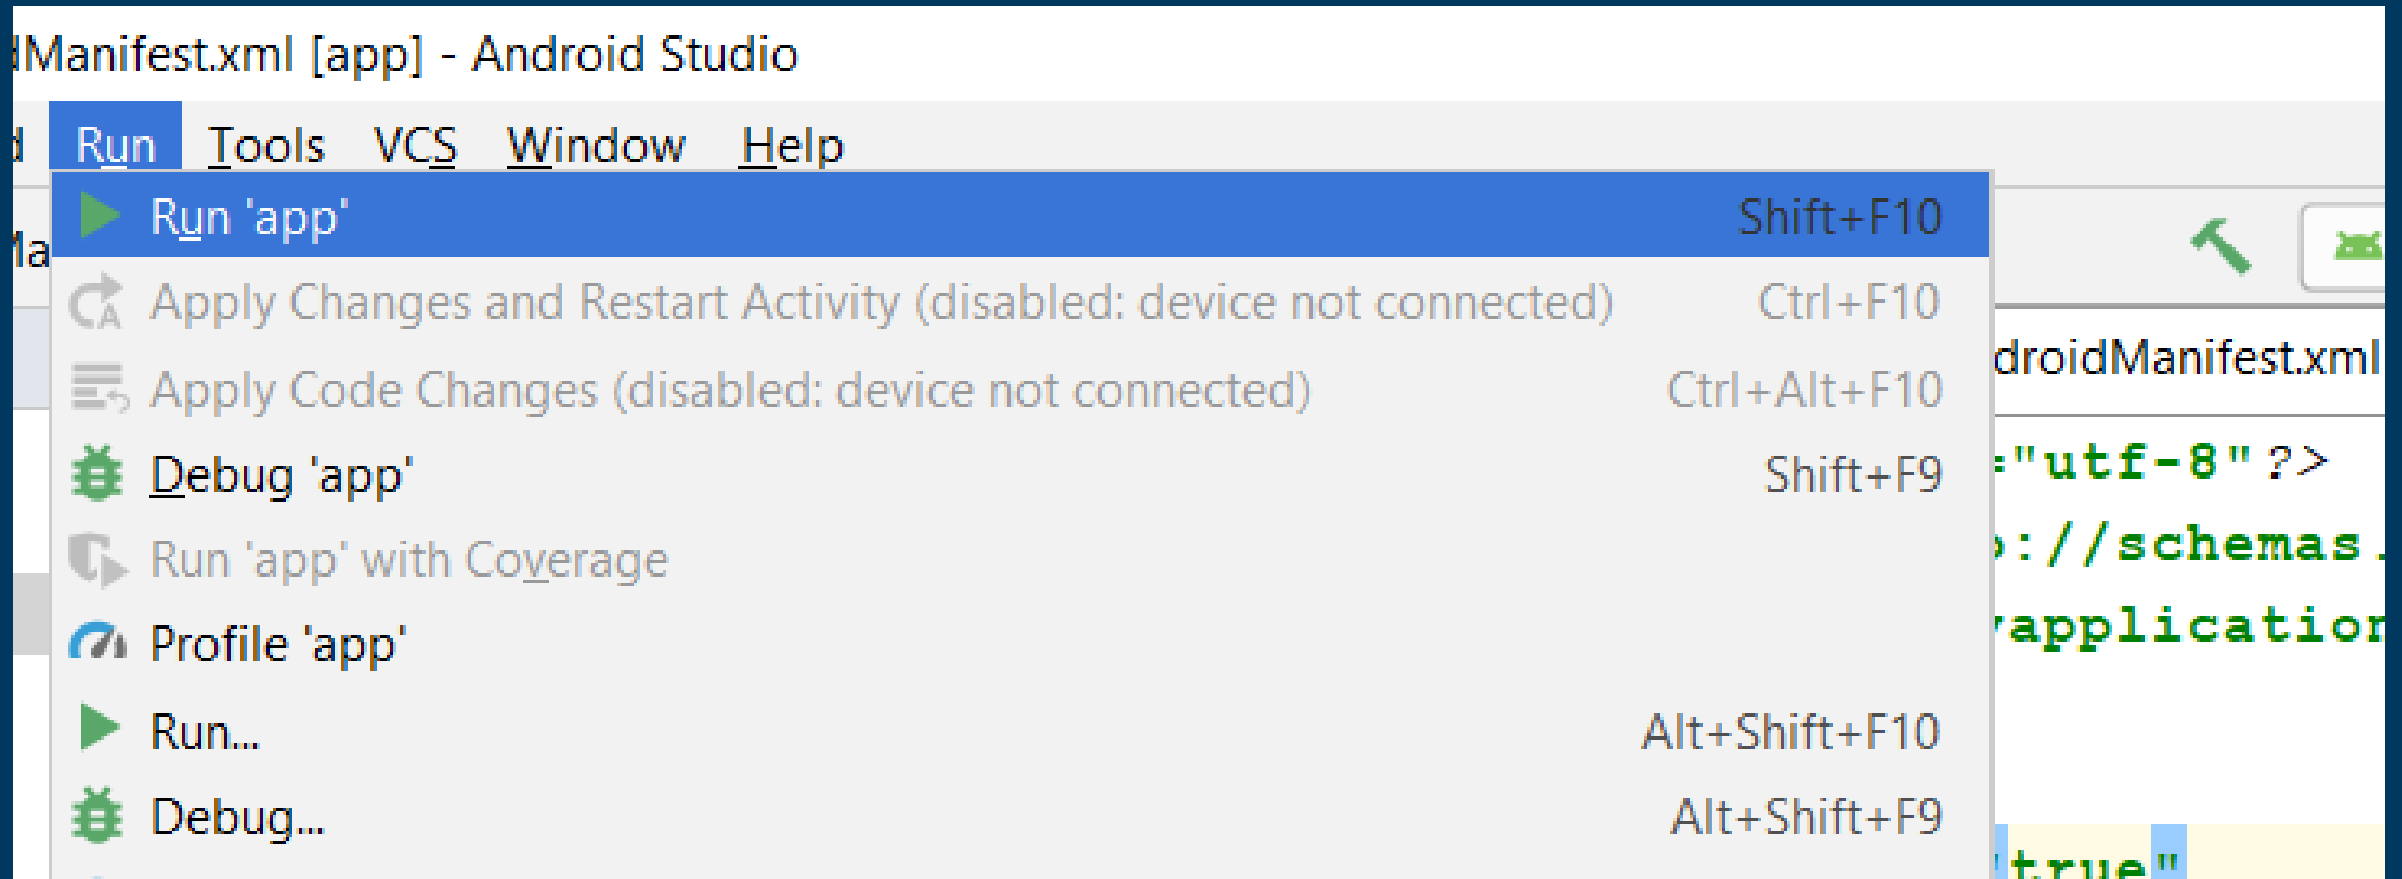 dManifest.xml [app] - Android Studio
d Run Tools VCS Window Help
Run 'app' Shift+F10
Ma
Apply Changes and Restart Activity (disabled: device not connected) Ctrl+F10
droidManifest.xml
Apply Code Changes (disabled: device not connected) Ctrl+Alt+F10
="utf-8"?>
Debug 'app' Shift+F9
://schemas.
Run 'app' with Coverage
yapplication
Profile 'app'
Run... Alt+Shift+F10
Debug... Alt+Shift+F9
"true"